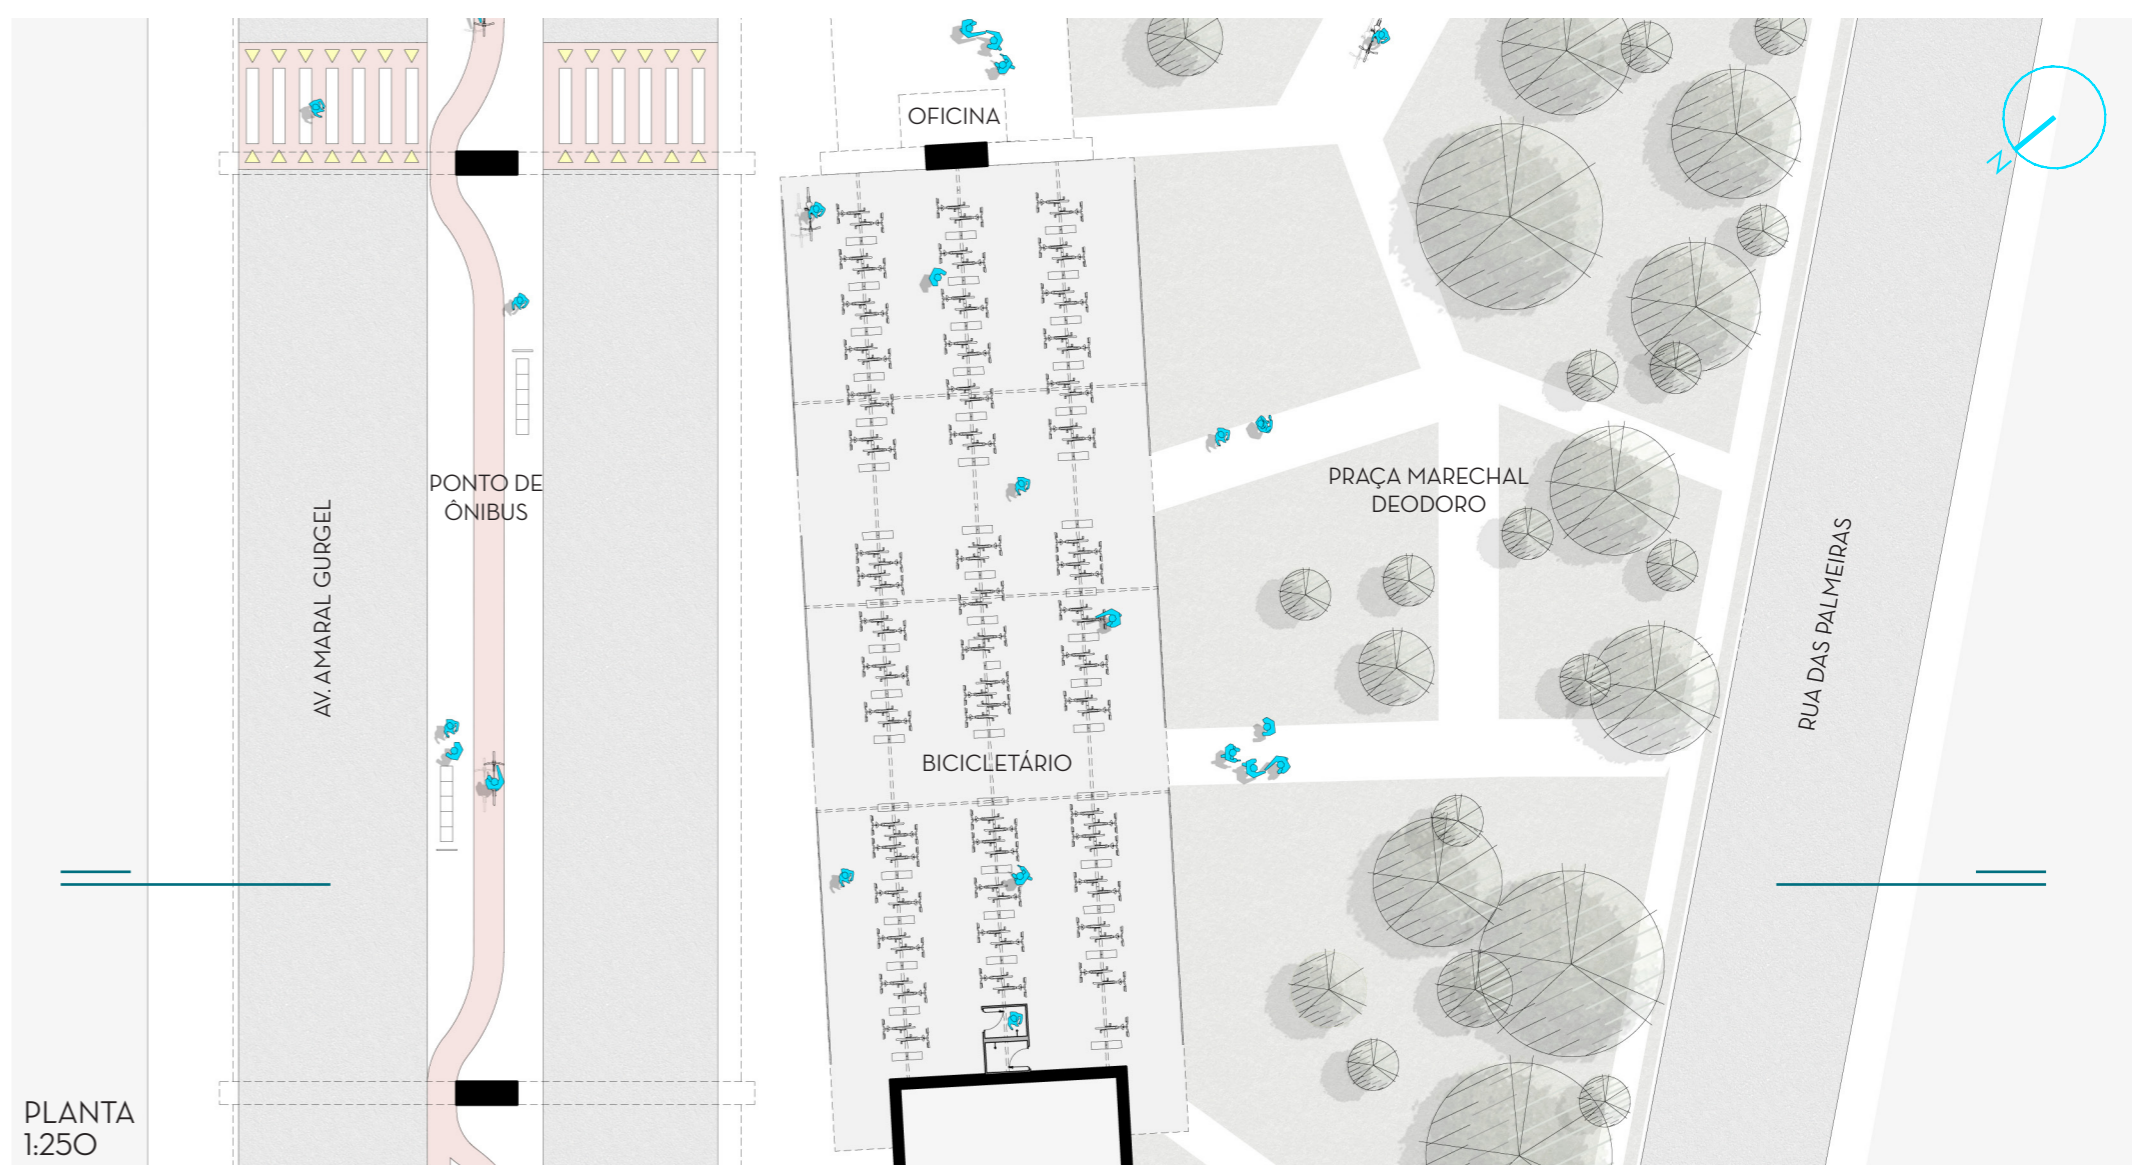 OFICINA
N
PONTO DE
ÔNIBUS
PRAÇA MARECHAL
DEODORO
AV. AMARAL GURGEL
RUA DAS PALMEIRAS
BICICLETÁRIO
PLANTA
1:250